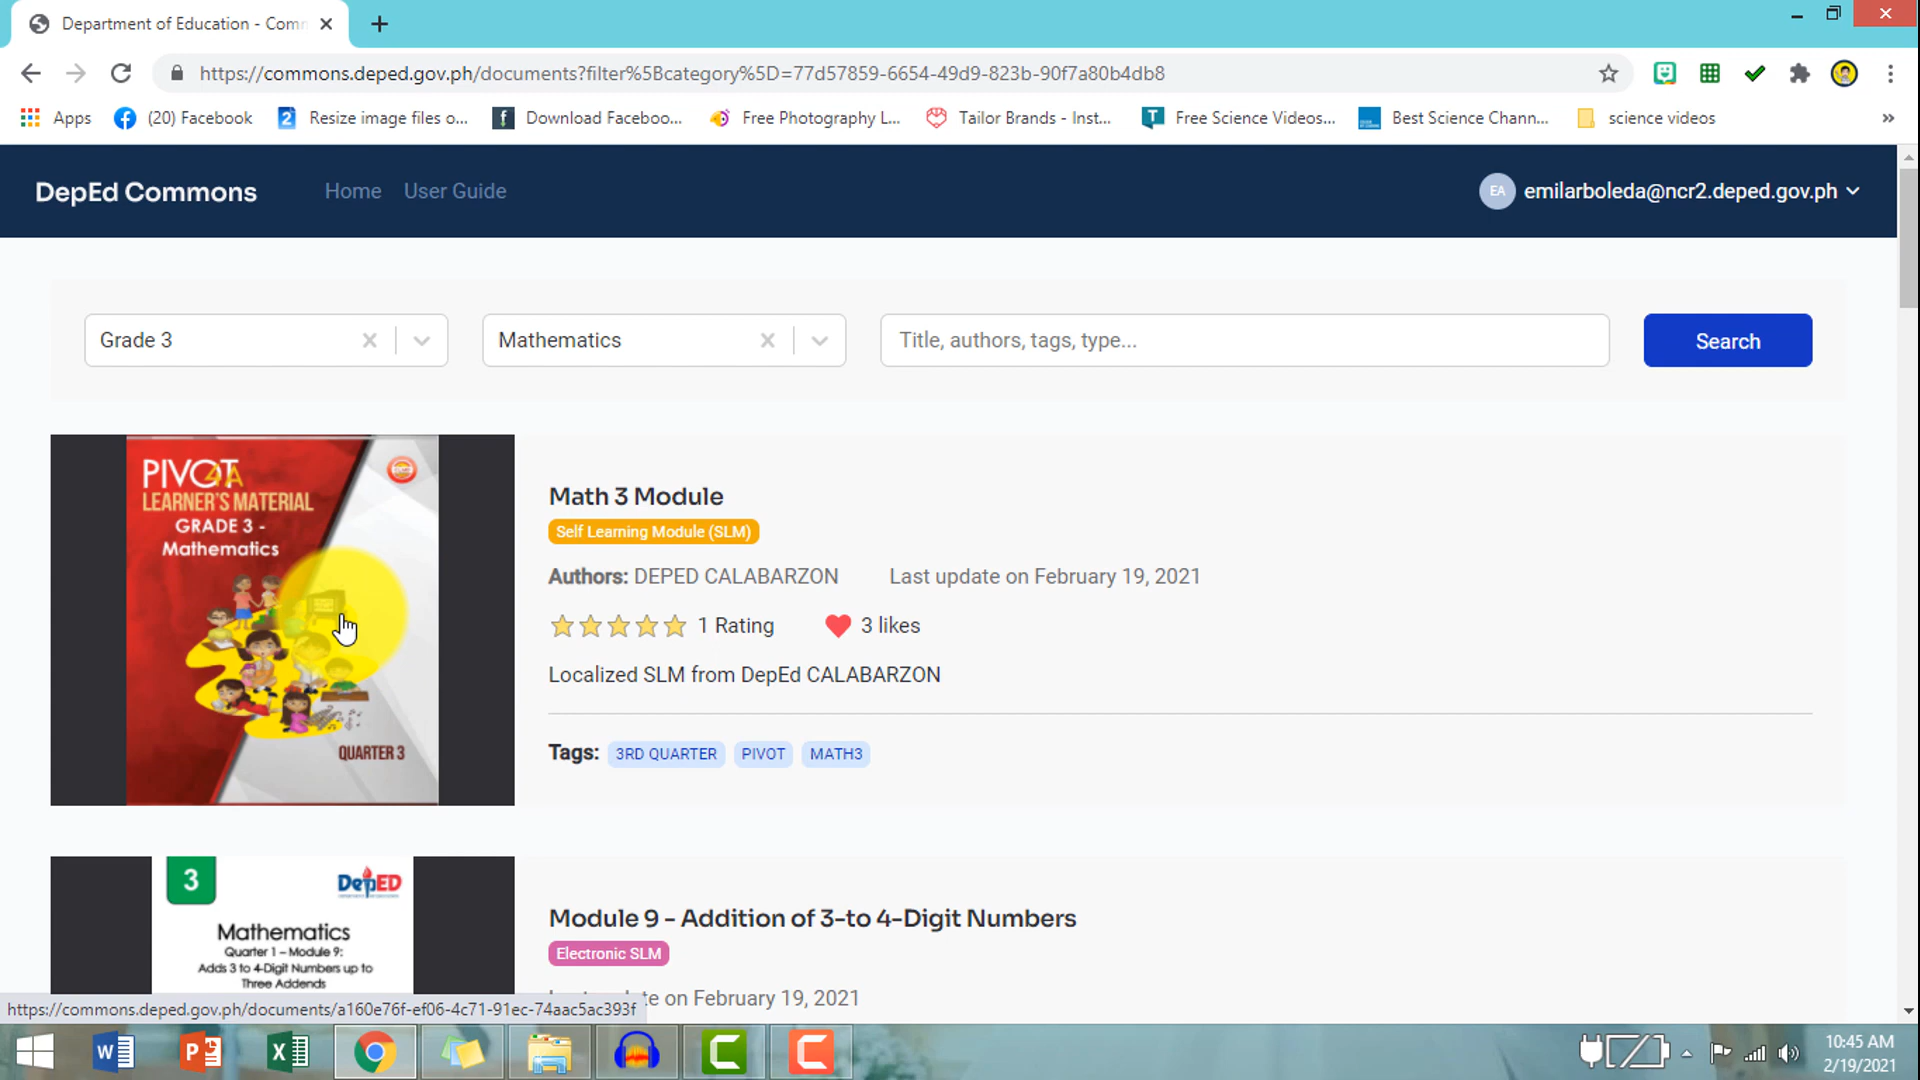 Department of Education - Comm
https://commons.deped.gov.ph/documents?filter%5Bcategory%5D=77d57859-6654-49d9-823b-90f7a80b4db8
Apps
(20) Facebook
Resize image files o...
Download Faceboo...
Free Photography L...
Tailor Brands - Inst...
Free Science Videos...
Best Science Chann...
science videos
DepEd Commons
Home
User Guide
EA
emilarboleda@ncr2.deped.gov.ph
Grade 3
Mathematics
Title, authors, tags, type...
Search
PIVOT
4A
LEARNER'S MATERIAL
GRADE 3 -
Mathematics
QUARTER 3
Math 3 Module
Self Learning Module (SLM)
Authors: DEPED CALABARZON
Last update on February 19, 2021
1 Rating
3 likes
Localized SLM from DepEd CALABARZON
Tags:
3RD QUARTER
PIVOT
MATH3
3
DepED
Mathematics
Quarter 1 – Module 9:
Adds 3 to 4-Digit Numbers up to
Three Addends
Module 9 - Addition of 3-to 4-Digit Numbers
Electronic SLM
on February 19, 2021
https://commons.deped.gov.ph/documents/a160e76f-ef06-4c71-91ec-74aac5ac393f
10:45 AM
2/19/2021